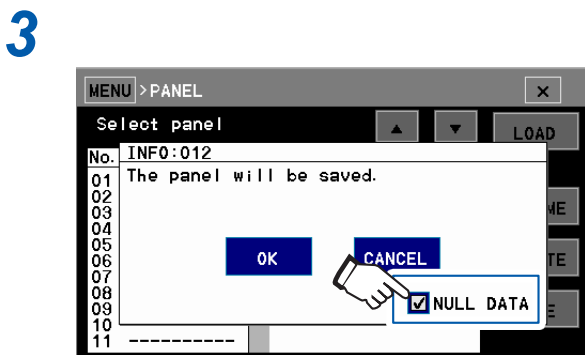 3
MENU >PANEL ×
Select panel ▲ ▼ LOAD
No. INFO:012
01 The panel will be saved.
02
03
04
05
06 OK CANCEL
07
08
09 NULL DATA
10
11 ----------